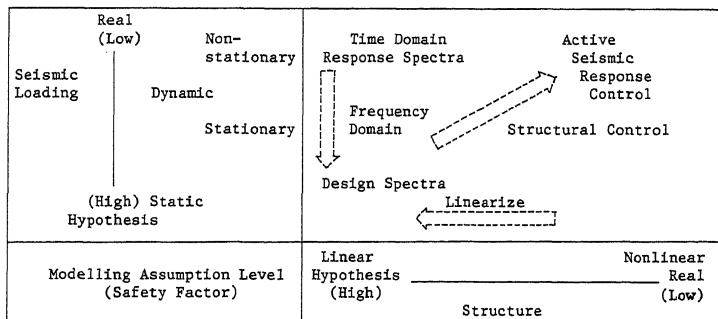 Real
(Low)
Non-
stationary
Seismic
Loading
Dynamic
Stationary
(High) Static
Hypothesis
Time Domain
Response Spectra
Active
Seismic
Response
Control
Frequency
Domain
Structural Control
Design Spectra
Linearize
Modelling Assumption Level
(Safety Factor)
Linear
Hypothesis
(High)
Nonlinear
Real
(Low)
Structure